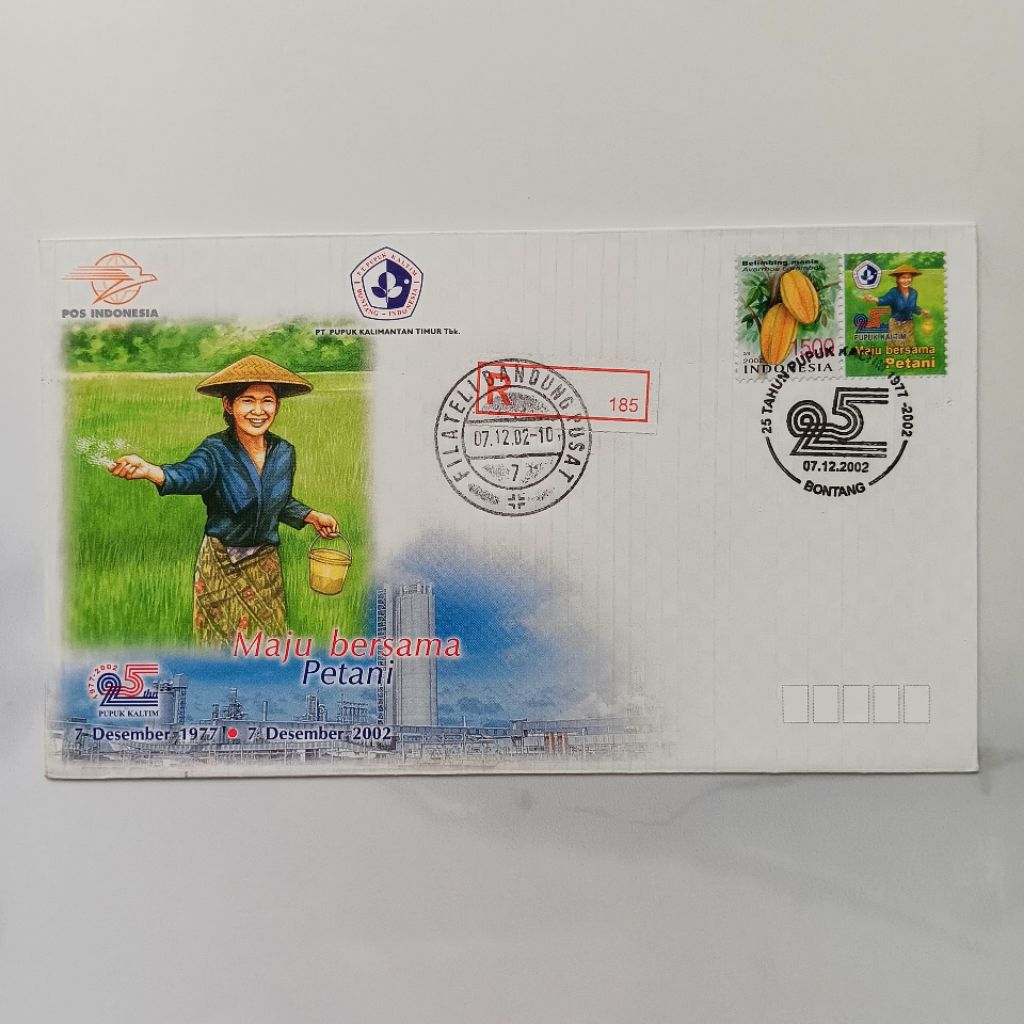 POS INDONESIA
P.T. PUPUK KALTIM
BONTANG - INDONESIA
PT. PUPUK KALIMANTAN TIMUR Tbk.
Belimbing manis
Averrhoa carambola
1500
2002
INDONESIA
PUPUK KALTIM
Maju bersama
Petani
R
185
FILATELI BANDUNG PUSAT
07.12.02-10
7
25 TAHUN PUPUK KALTIM 1977-2002
25
07.12.2002
BONTANG
Maju bersama
Petani
1977-2002
25thn
PUPUK KALTIM
7 Desember 1977 • 7 Desember 2002